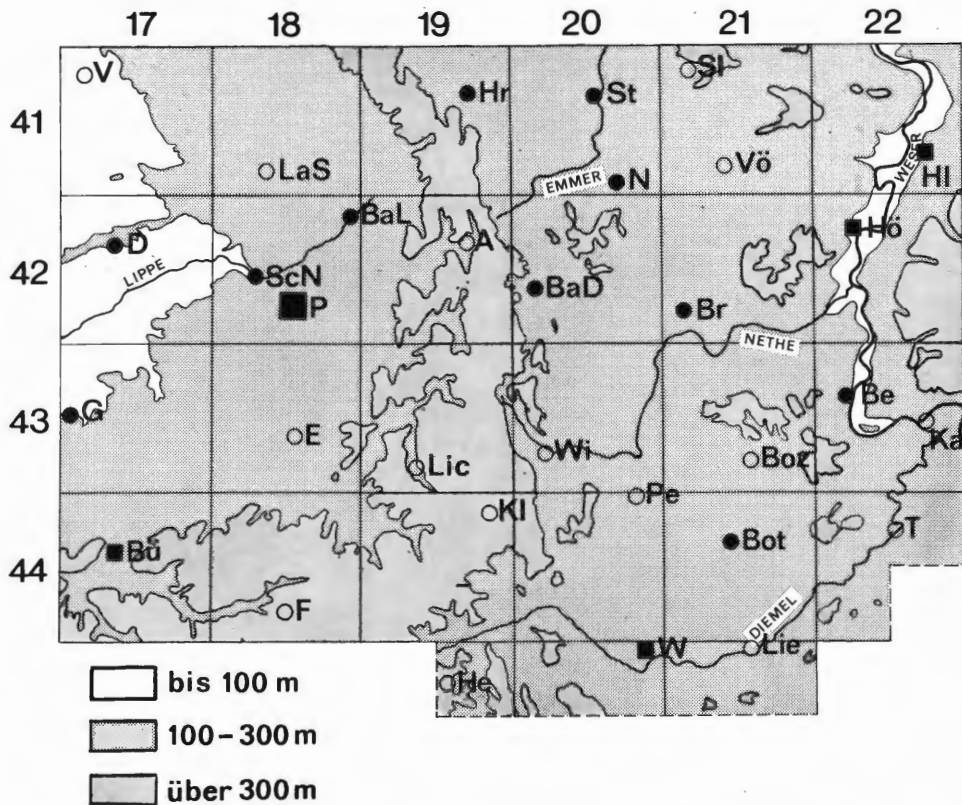 17 18 19 20 21 22
V Hr St Sl
41
LaS EMMER N Vö WESER Hl
BaL A Hö
D
42 LIPPE ScN P BaD Br
NETHE
G Be
43 E Lic Wi Boz Ka
Kl Pe
Bü Bot T
44
F DIEMEL
W Lie
He
bis 100 m
100–300 m
über 300 m